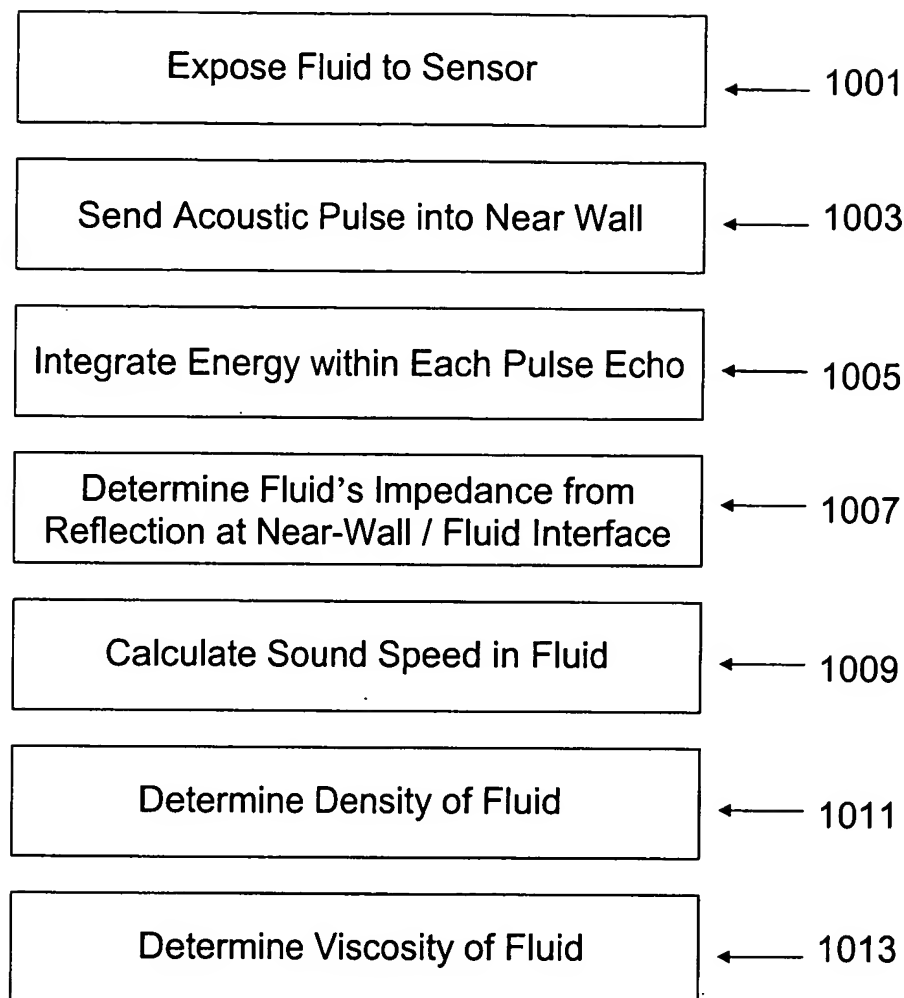 Expose Fluid to Sensor
1001
Send Acoustic Pulse into Near Wall
1003
Integrate Energy within Each Pulse Echo
1005
Determine Fluid's Impedance from
Reflection at Near-Wall / Fluid Interface
1007
Calculate Sound Speed in Fluid
1009
Determine Density of Fluid
1011
Determine Viscosity of Fluid
1013